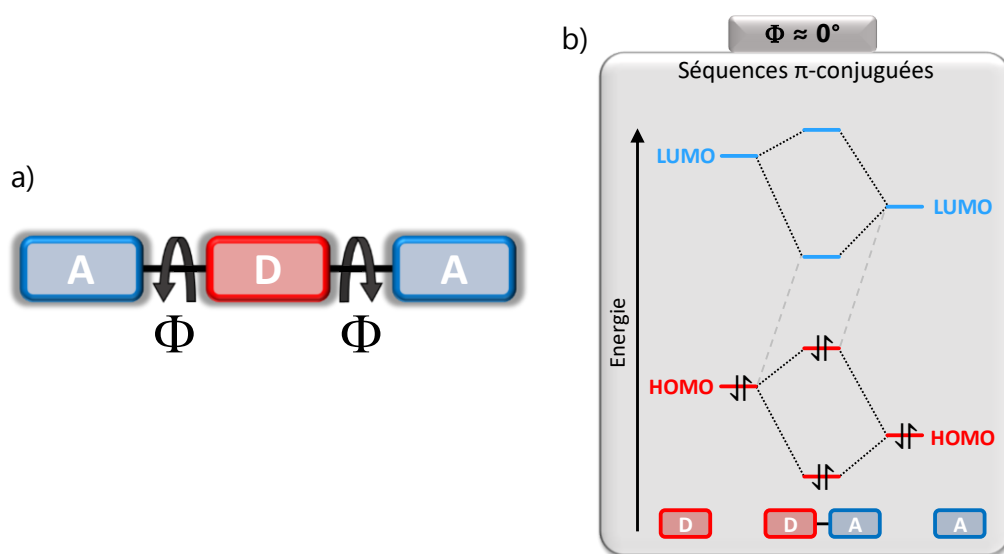 a)
A D A
Φ Φ
b)
Φ ≈ 0°
Séquences π-conjuguées
LUMO
LUMO
Energie
HOMO
HOMO
D D A A